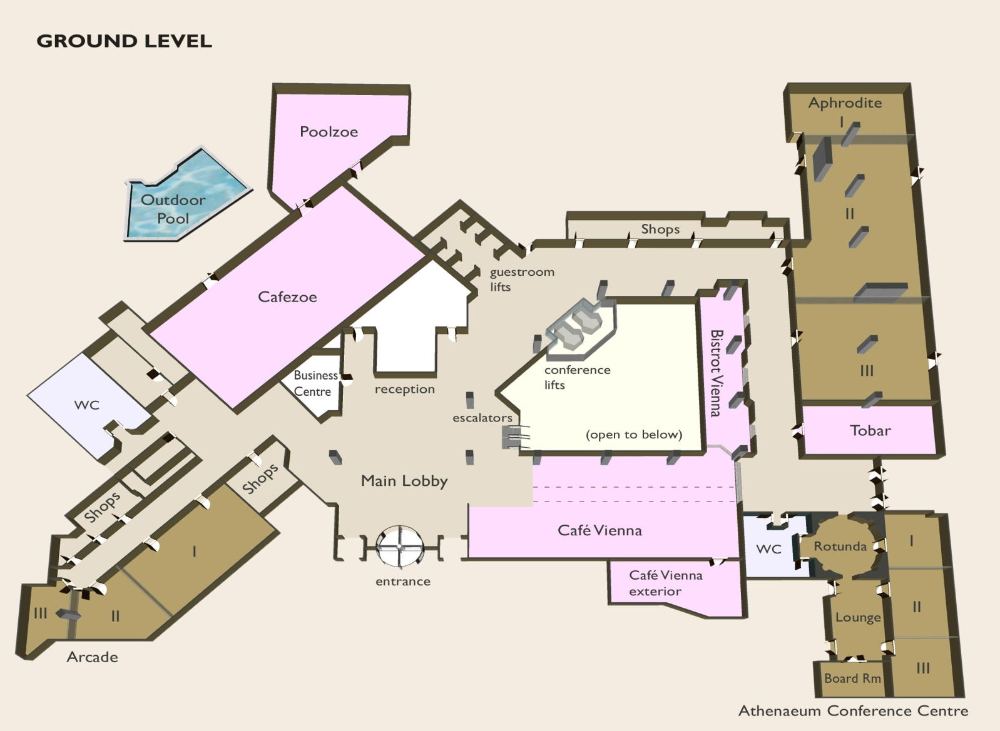 GROUND LEVEL
Aphrodite
I
Poolzoe
Outdoor
Pool
II
Shops
guestroom
lifts
Cafezoe
Bistrot Vienna
conference
lifts
III
Business
Centre
reception
WC
escalators
(open to below)
Tobar
Shops
Main Lobby
Shops
Café Vienna
I
WC
Rotunda
I
Café Vienna
exterior
entrance
III
II
Lounge
II
Arcade
Board Rm
III
Athenaeum Conference Centre